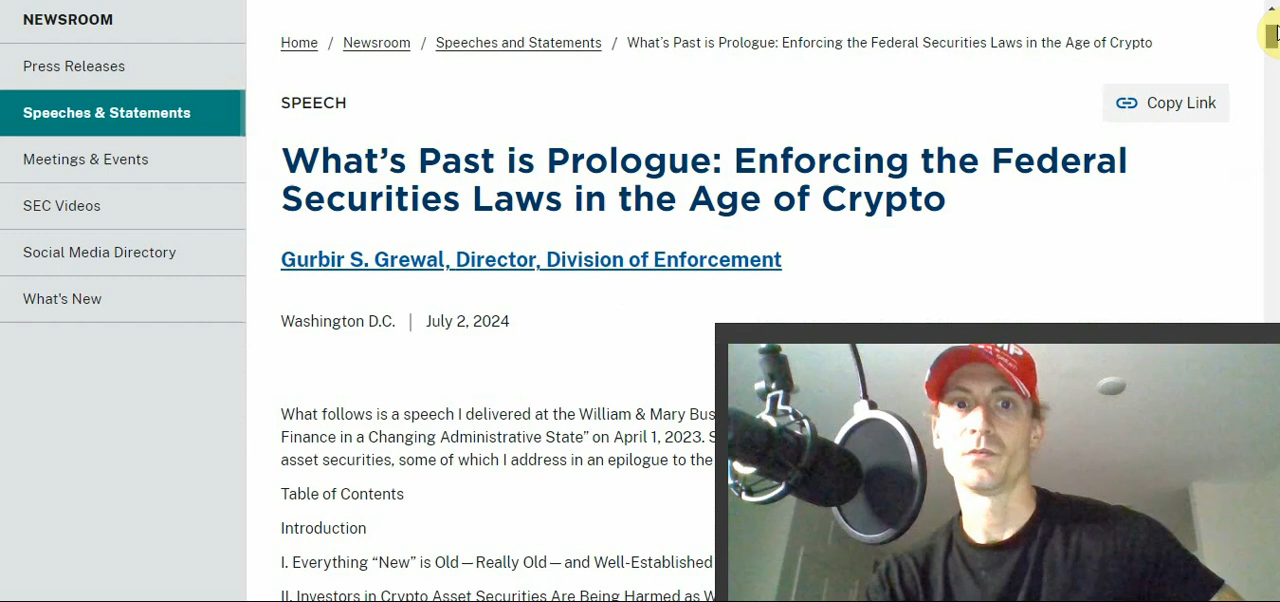 NEWSROOM
Press Releases
Speeches & Statements
Meetings & Events
SEC Videos
Social Media Directory
What's New
Home / Newsroom / Speeches and Statements / What's Past is Prologue: Enforcing the Federal Securities Laws in the Age of Crypto
SPEECH
Copy Link
What's Past is Prologue: Enforcing the Federal
Securities Laws in the Age of Crypto
Gurbir S. Grewal, Director, Division of Enforcement
Washington D.C. | July 2, 2024
What follows is a speech I delivered at the William & Mary Bus
Finance in a Changing Administrative State” on April 1, 2023. S
asset securities, some of which I address in an epilogue to the
Table of Contents
Introduction
I. Everything “New” is Old—Really Old—and Well-Established
II. Investors in Crypto Asset Securities Are Being Harmed as W